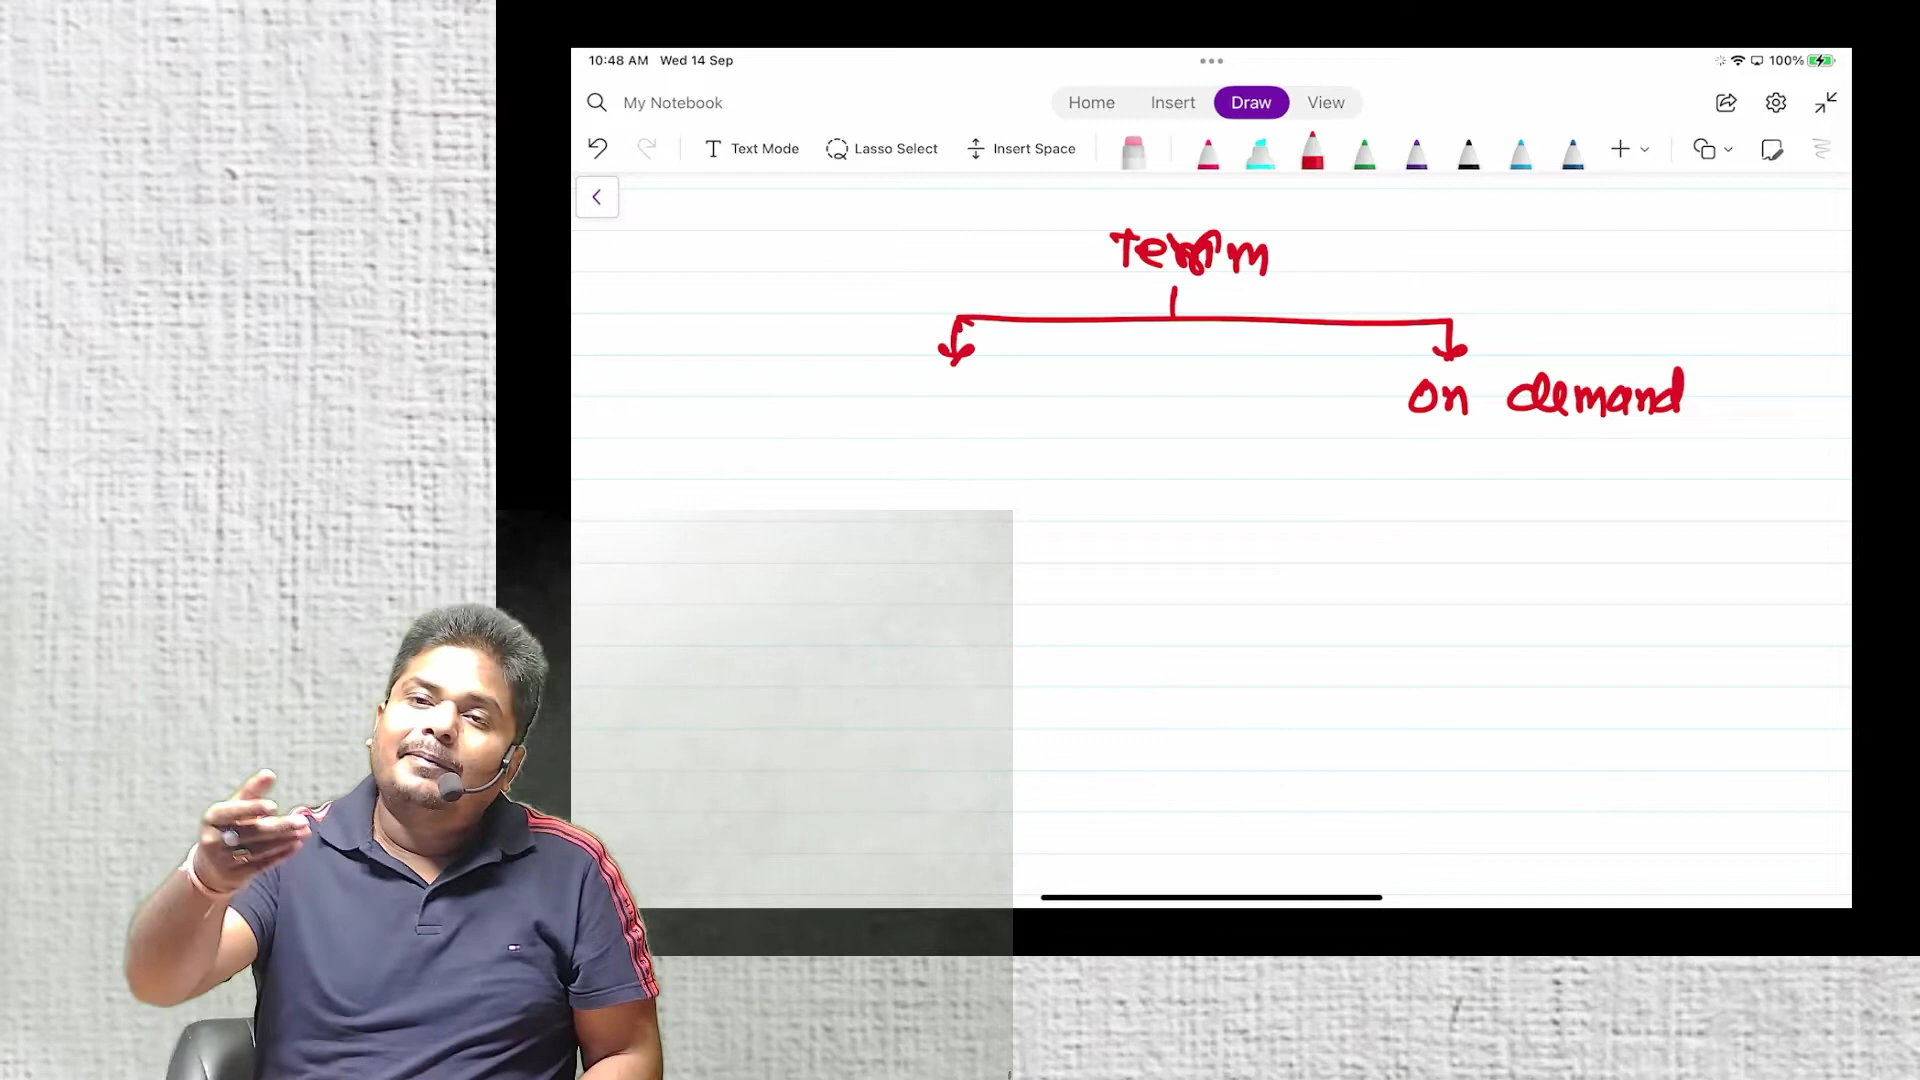 10:48 AM Wed 14 Sep
100%
My Notebook
Home Insert Draw View
Text Mode Lasso Select Insert Space
on demand